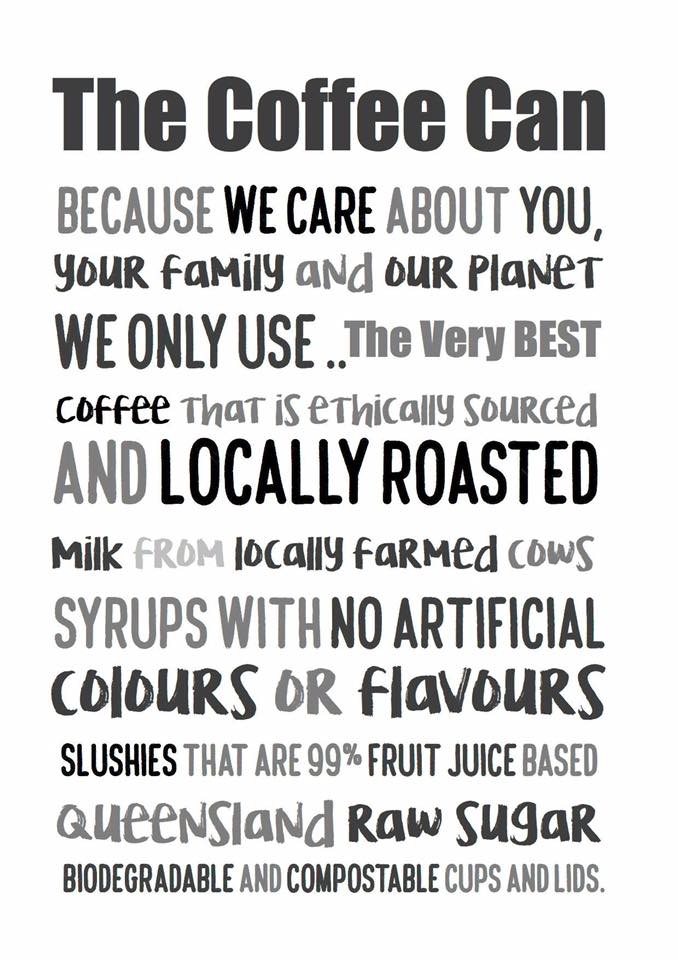 The Coffee Can
BECAUSE WE CARE ABOUT YOU,
YOUR FAMILY AND OUR PLANET
WE ONLY USE ..The Very BEST
COFFEE THAT IS ETHICALLY SOURCED
AND LOCALLY ROASTED
MILK FROM LOCALLY FARMED COWS
SYRUPS WITH NO ARTIFICIAL
COLOURS OR FLAVOURS
SLUSHIES THAT ARE 99% FRUIT JUICE BASED
QUEENSLAND RAW SUGAR
BIODEGRADABLE AND COMPOSTABLE CUPS AND LIDS.